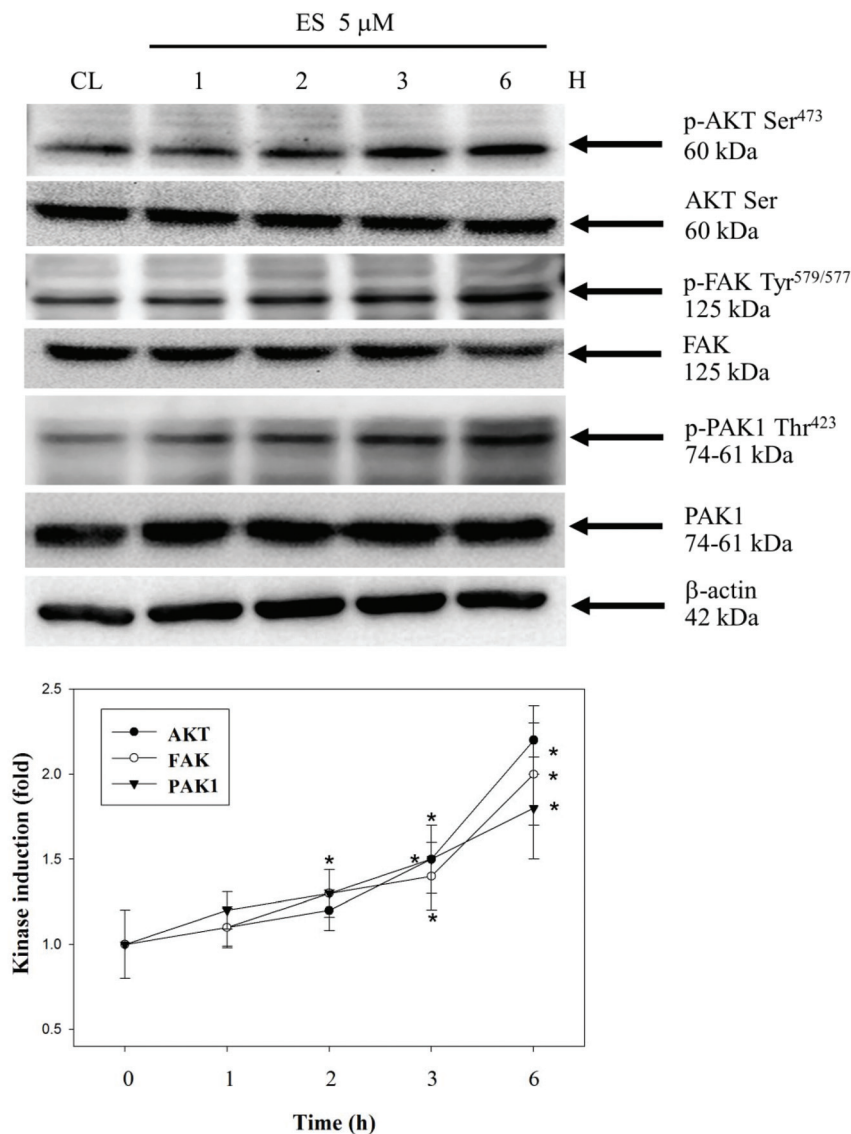 ES 5 μM
CL 1 2 3 6 H
p-AKT Ser⁴⁷³
60 kDa
AKT Ser
60 kDa
p-FAK Tyr⁵⁷⁹/⁵⁷⁷
125 kDa
FAK
125 kDa
p-PAK1 Thr⁴²³
74-61 kDa
PAK1
74-61 kDa
β-actin
42 kDa
2.5
AKT
FAK
PAK1
2.0
* * *
1.5
* * * *
1.0
0.5
Kinase induction (fold)
0 1 2 3 6
Time (h)